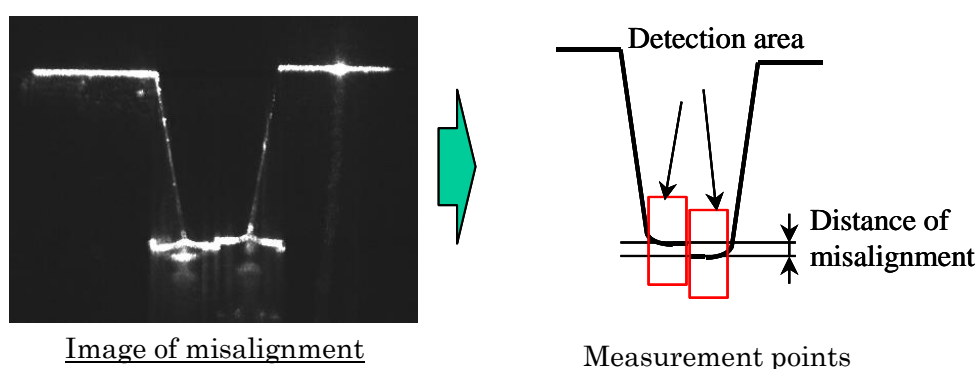 Detection area
Distance of
misalignment
Image of misalignment
Measurement points